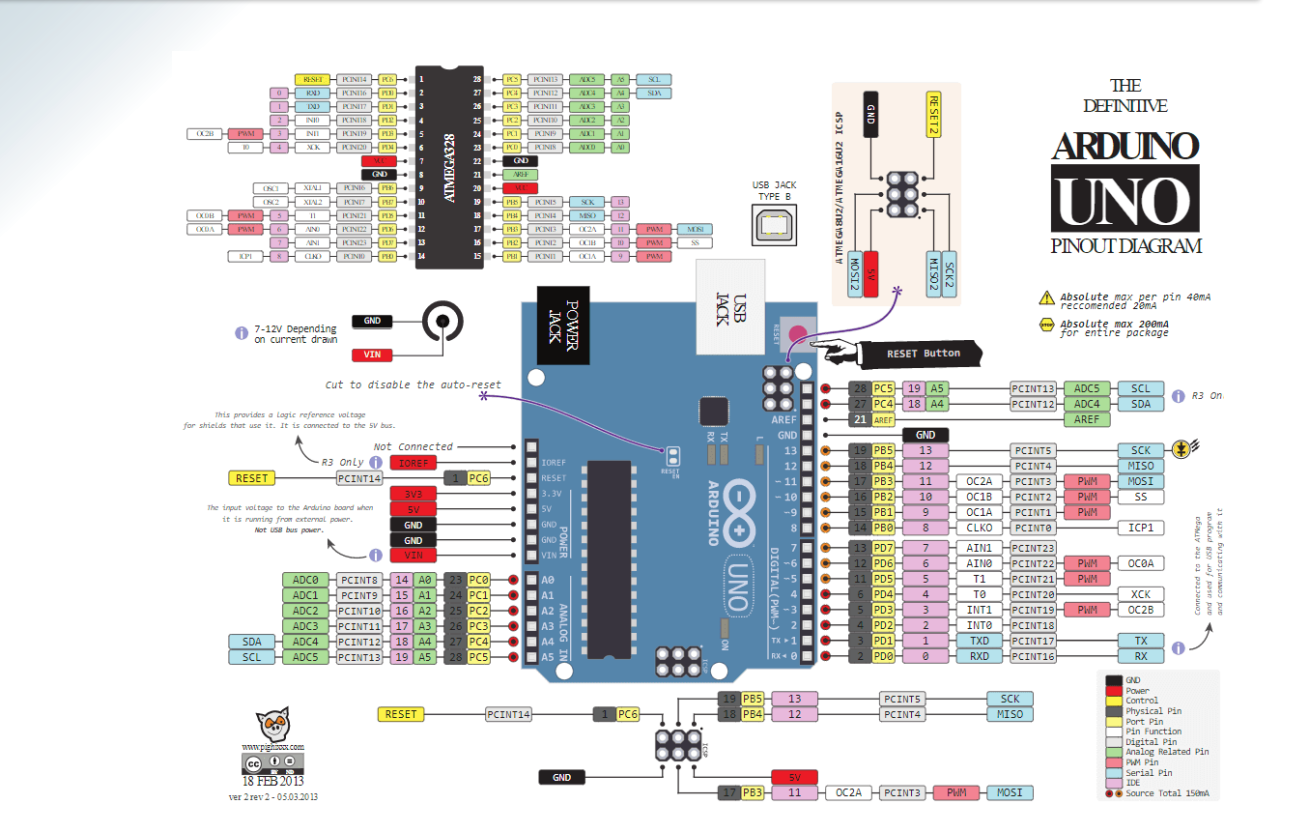 THE
DEFINITIVE
ARDUINO
UNO
PINOUT DIAGRAM
Absolute max per pin 40mA
reccomended 20mA
Absolute max 200mA
for entire package
ATMEGA328
1 PC6 PCINT14 RESET
2 PD0 PCINT16 RXD 0
3 PD1 PCINT17 TXD 1
4 PD2 PCINT18 INT0 2
5 PD3 PCINT19 INT1 3 PWM OC2B
6 PD4 PCINT20 XCK 4 T0
7 VCC
8 GND
9 PB6 PCINT6 XTAL1 OSC1
10 PB7 PCINT7 XTAL2 OSC2
11 PD5 PCINT21 T1 5 PWM OC0B
12 PD6 PCINT22 AIN0 6 PWM OC0A
13 PD7 PCINT23 AIN1 7
14 PB0 PCINT0 CLKO 8 ICP1
28 PC5 PCINT13 ADC5 A5 SCL
27 PC4 PCINT12 ADC4 A4 SDA
26 PC3 PCINT11 ADC3 A3
25 PC2 PCINT10 ADC2 A2
24 PC1 PCINT9 ADC1 A1
23 PC0 PCINT8 ADC0 A0
22 GND
21 AREF
20 VCC
19 PB5 PCINT5 SCK 13
18 PB4 PCINT4 MISO 12
17 PB3 PCINT3 OC2A 11 PWM MOSI
16 PB2 PCINT2 OC1B 10 PWM SS
15 PB1 PCINT1 OC1A 9 PWM
USB JACK
TYPE B
ATMEGA8U2/ATMEGA16U2 ICSP
GND
RESET2
MOSI2
5V
MISO2
SCK2
GND
VIN
7-12V Depending
on current drawn
POWER
JACK
USB
JACK
RESET
RESET Button
Cut to disable the auto-reset
This provides a logic reference voltage
for shields that use it. It is connected to the 5V bus.
Not Connected
R3 Only IOREF
RESET PCINT14 1 PC6
3V3
5V
GND
GND
VIN
The input voltage to the Arduino board when
it is running from external power.
Not USB bus power.
ADC0 PCINT8 14 A0 23 PC0
ADC1 PCINT9 15 A1 24 PC1
ADC2 PCINT10 16 A2 25 PC2
ADC3 PCINT11 17 A3 26 PC3
SDA ADC4 PCINT12 18 A4 27 PC4
SCL ADC5 PCINT13 19 A5 28 PC5
IOREF
RESET
3.3V
5V
GND
GND
VIN
POWER
A0
A1
A2
A3
A4
A5
ANALOG IN
RX
TX
L
RESET
EN
ARDUINO
UNO
ON
ICSP
DIGITAL(PWM~)
AREF
GND
13
12
~11
~10
~9
8
7
~6
~5
4
~3
2
TX 1
RX 0
28 PC5 19 A5 PCINT13 ADC5 SCL
R3 On
27 PC4 18 A4 PCINT12 ADC4 SDA
21 AREF AREF
GND
19 PB5 13 PCINT5 SCK
18 PB4 12 PCINT4 MISO
17 PB3 11 OC2A PCINT3 PWM MOSI
16 PB2 10 OC1B PCINT2 PWM SS
15 PB1 9 OC1A PCINT1 PWM
14 PB0 8 CLKO PCINT0 ICP1
13 PD7 7 AIN1 PCINT23
12 PD6 6 AIN0 PCINT22 PWM OC0A
11 PD5 5 T1 PCINT21 PWM
6 PD4 4 T0 PCINT20 XCK
5 PD3 3 INT1 PCINT19 PWM OC2B
4 PD2 2 INT0 PCINT18
3 PD1 1 TXD PCINT17 TX
2 PD0 0 RXD PCINT16 RX
Connected to the ATMega
and used for USB program
and communicating with it
RESET PCINT14 1 PC6
GND
ICSP
19 PB5 13 PCINT5 SCK
18 PB4 12 PCINT4 MISO
5V
17 PB3 11 OC2A PCINT3 PWM MOSI
GND
Power
Control
Physical Pin
Port Pin
Pin Function
Digital Pin
Analog Related Pin
PWM Pin
Serial Pin
IDE
Source Total 150mA
www.pighixxx.com
cc
BY ND
18 FEB 2013
ver 2 rev 2 - 05.03.2013